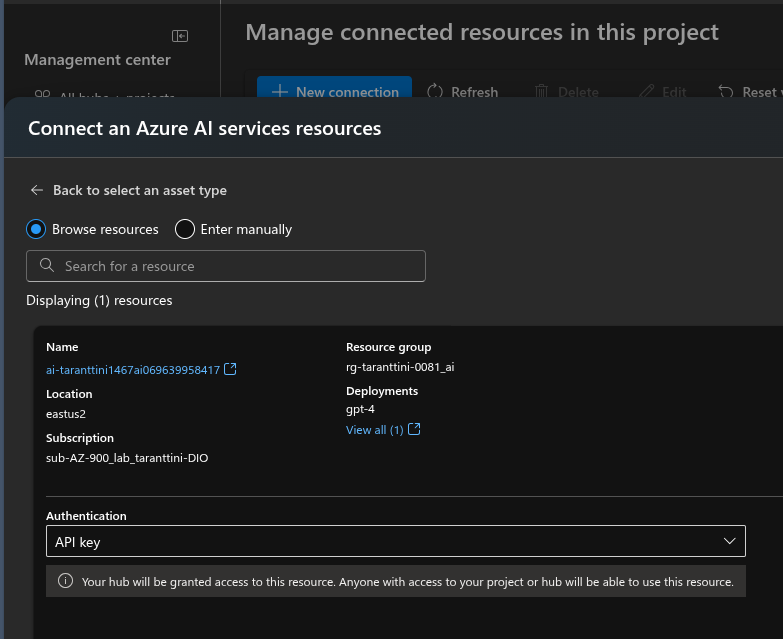 Manage connected resources in this project
Management center
All hubs + projects
New connection
Refresh
Delete
Edit
Reset
Connect an Azure AI services resources
Back to select an asset type
Browse resources
Enter manually
Search for a resource
Displaying (1) resources
Name
ai-taranttini1467ai069639958417
Location
eastus2
Subscription
sub-AZ-900_lab_taranttini-DIO
Resource group
rg-taranttini-0081_ai
Deployments
gpt-4
View all (1)
Authentication
API key
Your hub will be granted access to this resource. Anyone with access to your project or hub will be able to use this resource.